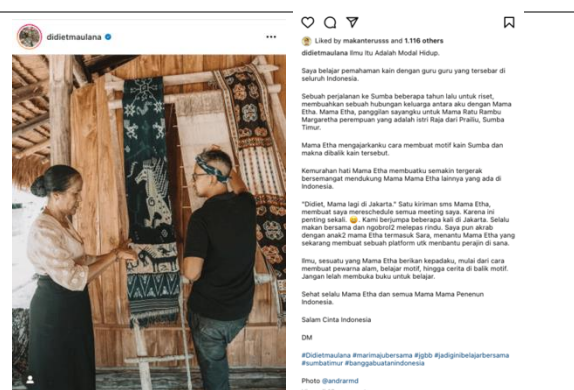 didietmaulana
Liked by makanterusss and 1.116 others
didietmaulana Ilmu Itu Adalah Modal Hidup.
Saya belajar pemahaman kain dengan guru guru yang tersebar di
seluruh Indonesia.
Sebuah perjalanan ke Sumba beberapa tahun lalu untuk riset,
membuahkan sebuah hubungan keluarga antara aku dengan Mama
Etha. Mama Etha, panggilan sayangku untuk Mama Ratu Rambu
Margaretha perempuan yang adalah istri Raja dari Prailiu, Sumba
Timur.
Mama Etha mengajarkanku cara membuat motif kain Sumba dan
makna dibalik kain tersebut.
Kemurahan hati Mama Etha membuatku semakin tergerak
bersemangat mendukung Mama Mama Etha lainnya yang ada di
Indonesia.
"Didiet, Mama lagi di Jakarta." Satu kiriman sms Mama Etha,
membuat saya mereschedule semua meeting saya. Karena ini
penting sekali. 😄. Kami berjumpa beberapa kali di Jakarta. Selalu
makan bersama dan ngobrol2 melepas rindu. Saya pun akrab
dengan anak2 mama Etha termasuk Sara, menantu Mama Etha yang
sekarang membuat sebuah platform utk menbantu perajin di sana.
Ilmu, sesuatu yang Mama Etha berikan kepadaku, mulai dari cara
membuat pewarna alam, belajar motif, hingga cerita di balik motif.
Jangan lelah membuka buku untuk belajar.
Sehat selalu Mama Etha dan semua Mama Mama Penenun
Indonesia.
Salam Cinta Indonesia
DM
#Didietmaulana #marimajubersama #jgbb #jadiginibelajarbersama
#sumbatimur #banggabuatanindonesia
Photo @andrarmd